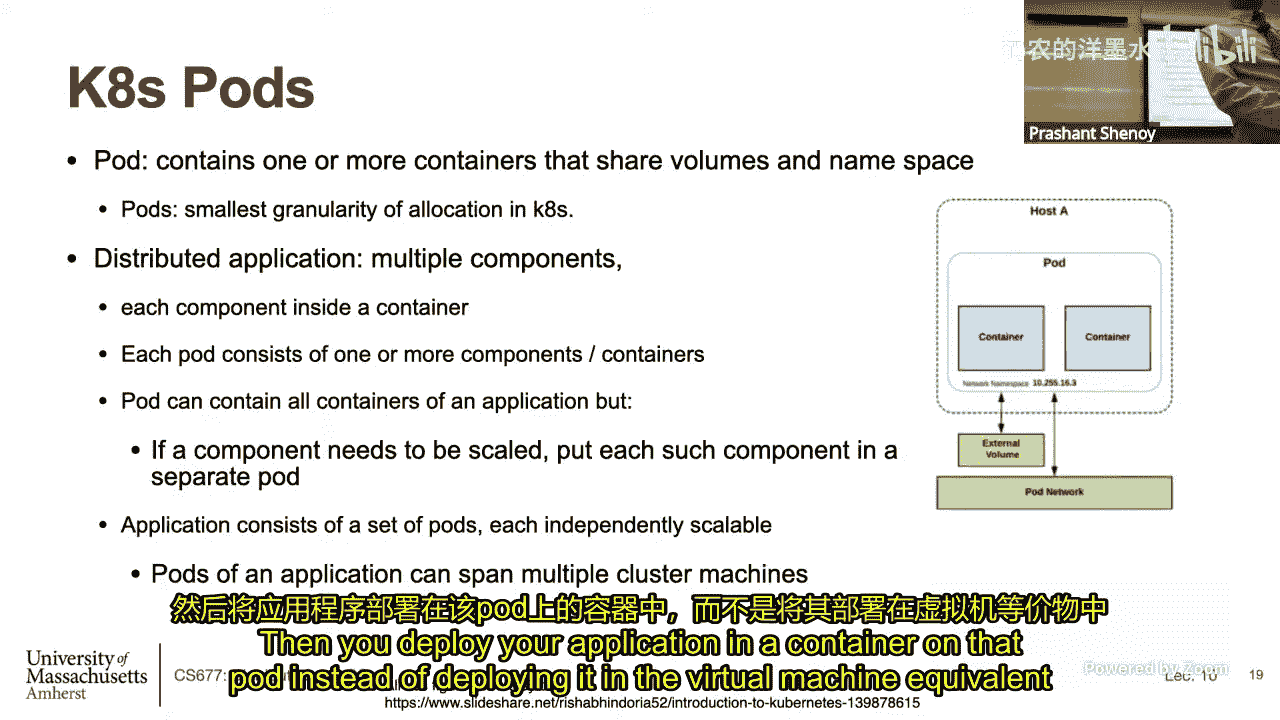 K8s Pods
农的洋墨水
bilibili
Prashant Shenoy
• Pod: contains one or more containers that share volumes and name space
• Pods: smallest granularity of allocation in k8s.
• Distributed application: multiple components,
• each component inside a container
• Each pod consists of one or more components / containers
• Pod can contain all containers of an application but:
• If a component needs to be scaled, put each such component in a
separate pod
• Application consists of a set of pods, each independently scalable
• Pods of an application can span multiple cluster machines
Host A
Pod
Container Container
Network Namespace 10.255.16.3
External
Volume
Pod Network
然后将应用程序部署在该pod上的容器中，而不是将其部署在虚拟机等价物中
Then you deploy your application in a container on that
pod instead of deploying it in the virtual machine equivalent
University of
Massachusetts
Amherst
CS677:
https://www.slideshare.net/rishabhindoria52/introduction-to-kubernetes-139878615
Powered by Zoom
Lec. 10
19